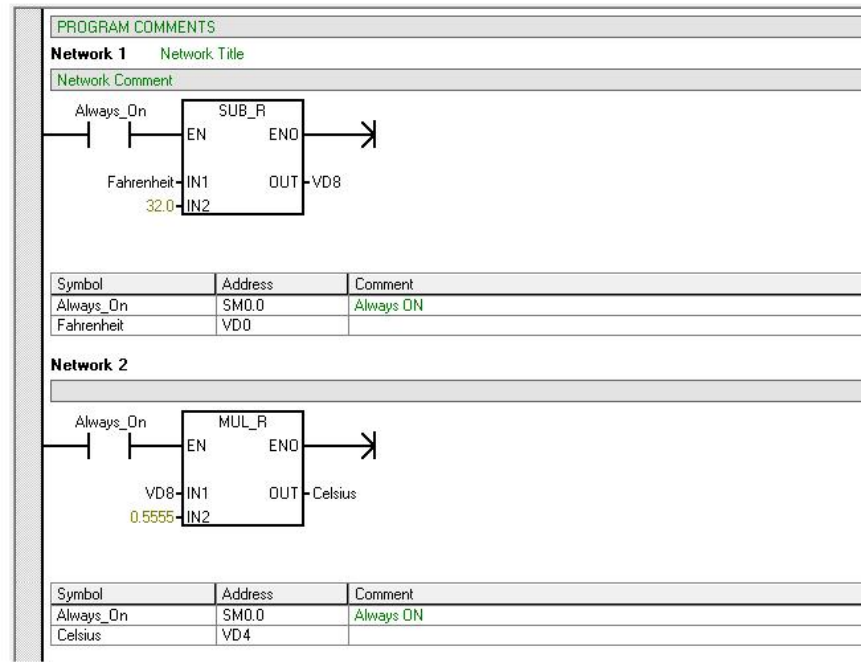 PROGRAM COMMENTS
Network 1 Network Title
Network Comment
Always_On SUB_R
EN ENO
Fahrenheit IN1 OUT VD8
32.0 IN2
Symbol Address Comment
Always_On SM0.0 Always ON
Fahrenheit VD0
Network 2
Always_On MUL_R
EN ENO
VD8 IN1 OUT Celsius
0.5555 IN2
Symbol Address Comment
Always_On SM0.0 Always ON
Celsius VD4